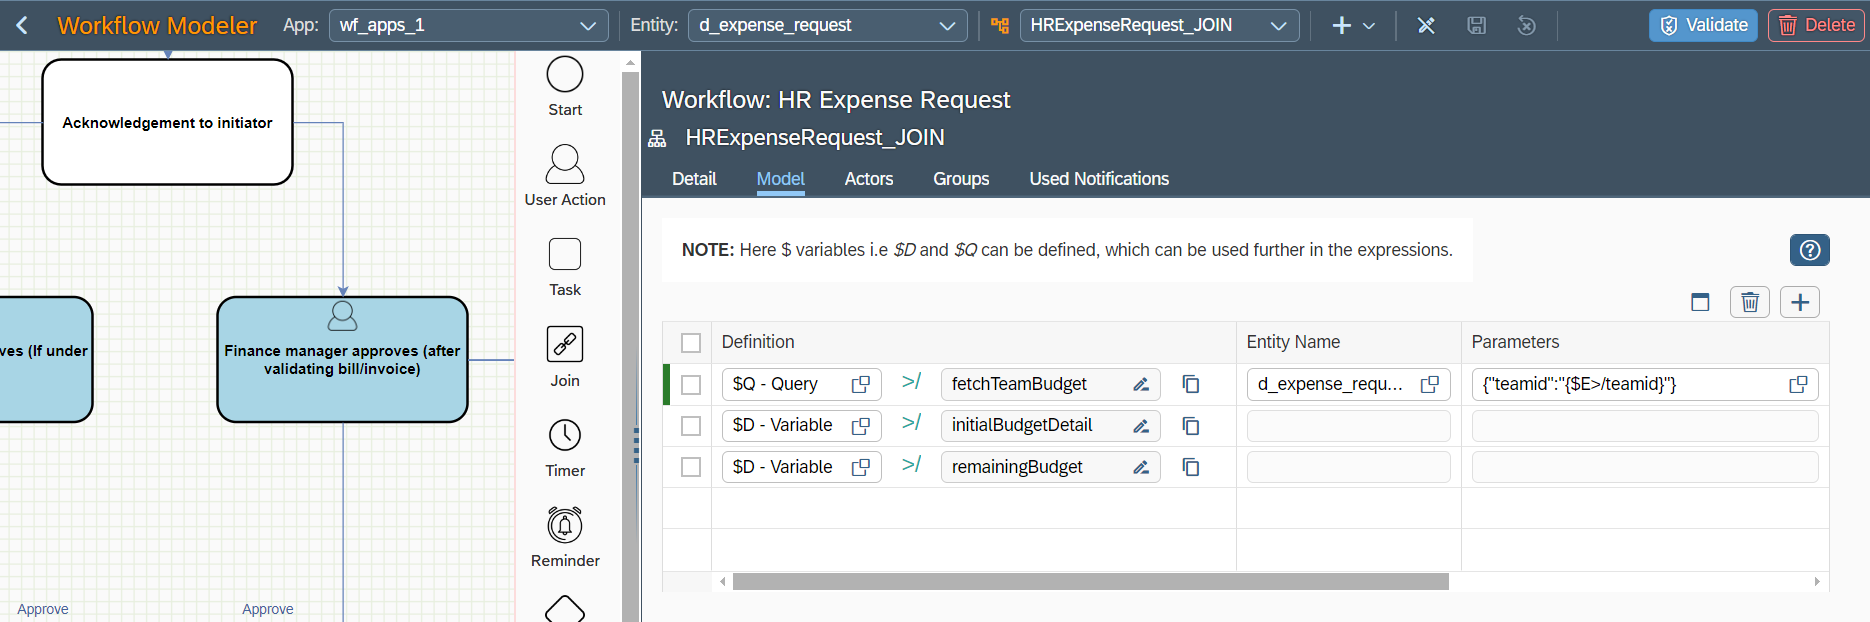 Workflow Modeler App: wf_apps_1 Entity: d_expense_request HRExpenseRequest_JOIN Validate Delete
Acknowledgement to initiator
ves (If under
Finance manager approves (after
validating bill/invoice)
Approve
Approve
Start
User Action
Task
Join
Timer
Reminder
Workflow: HR Expense Request
HRExpenseRequest_JOIN
Detail Model Actors Groups Used Notifications
NOTE: Here $ variables i.e $D and $Q can be defined, which can be used further in the expressions.
Definition Entity Name Parameters
$Q - Query >/ fetchTeamBudget d_expense_requ... {"teamid":"{$E>/teamid}"}
$D - Variable >/ initialBudgetDetail
$D - Variable >/ remainingBudget